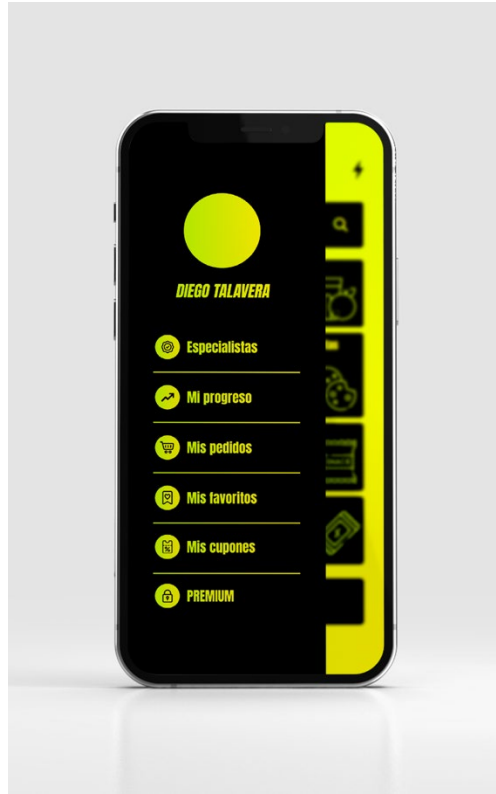 DIEGO TALAVERA
Especialistas
Mi progreso
Mis pedidos
Mis favoritos
Mis cupones
PREMIUM